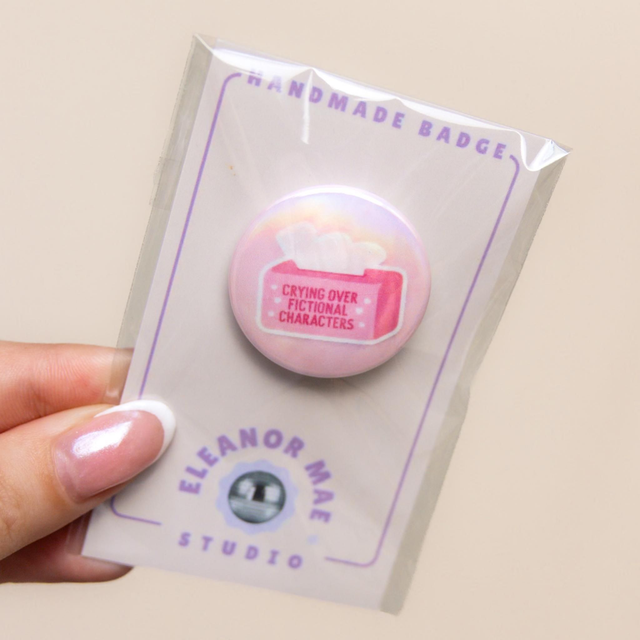 HANDMADE BADGE
CRYING OVER
FICTIONAL
CHARACTERS
ELEANOR MAE
STUDIO